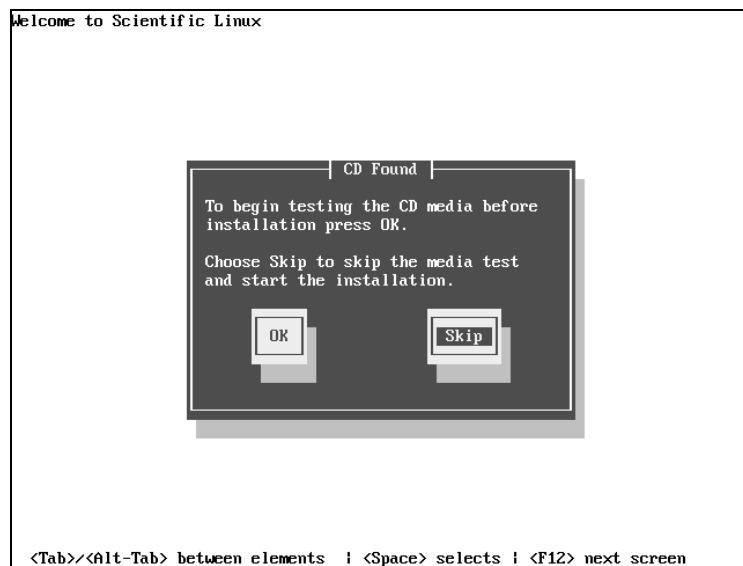 Welcome to Scientific Linux
CD Found
To begin testing the CD media before
installation press OK.
Choose Skip to skip the media test
and start the installation.
OK
Skip
<Tab>/<Alt-Tab> between elements | <Space> selects | <F12> next screen